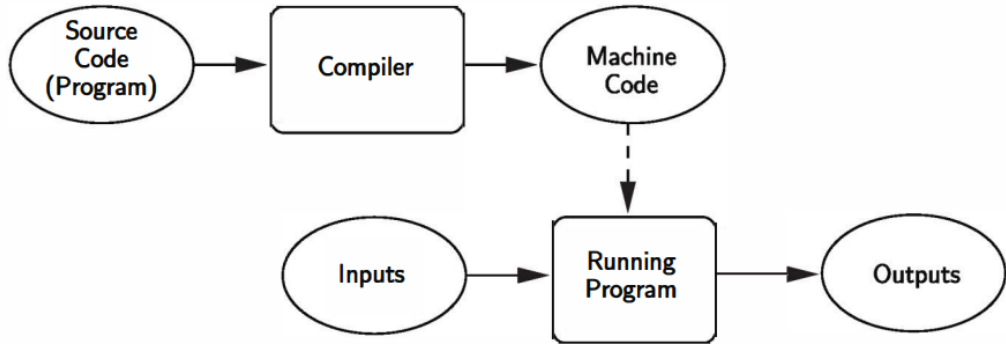 Source
Code
(Program)
Compiler
Machine
Code
Inputs
Running
Program
Outputs